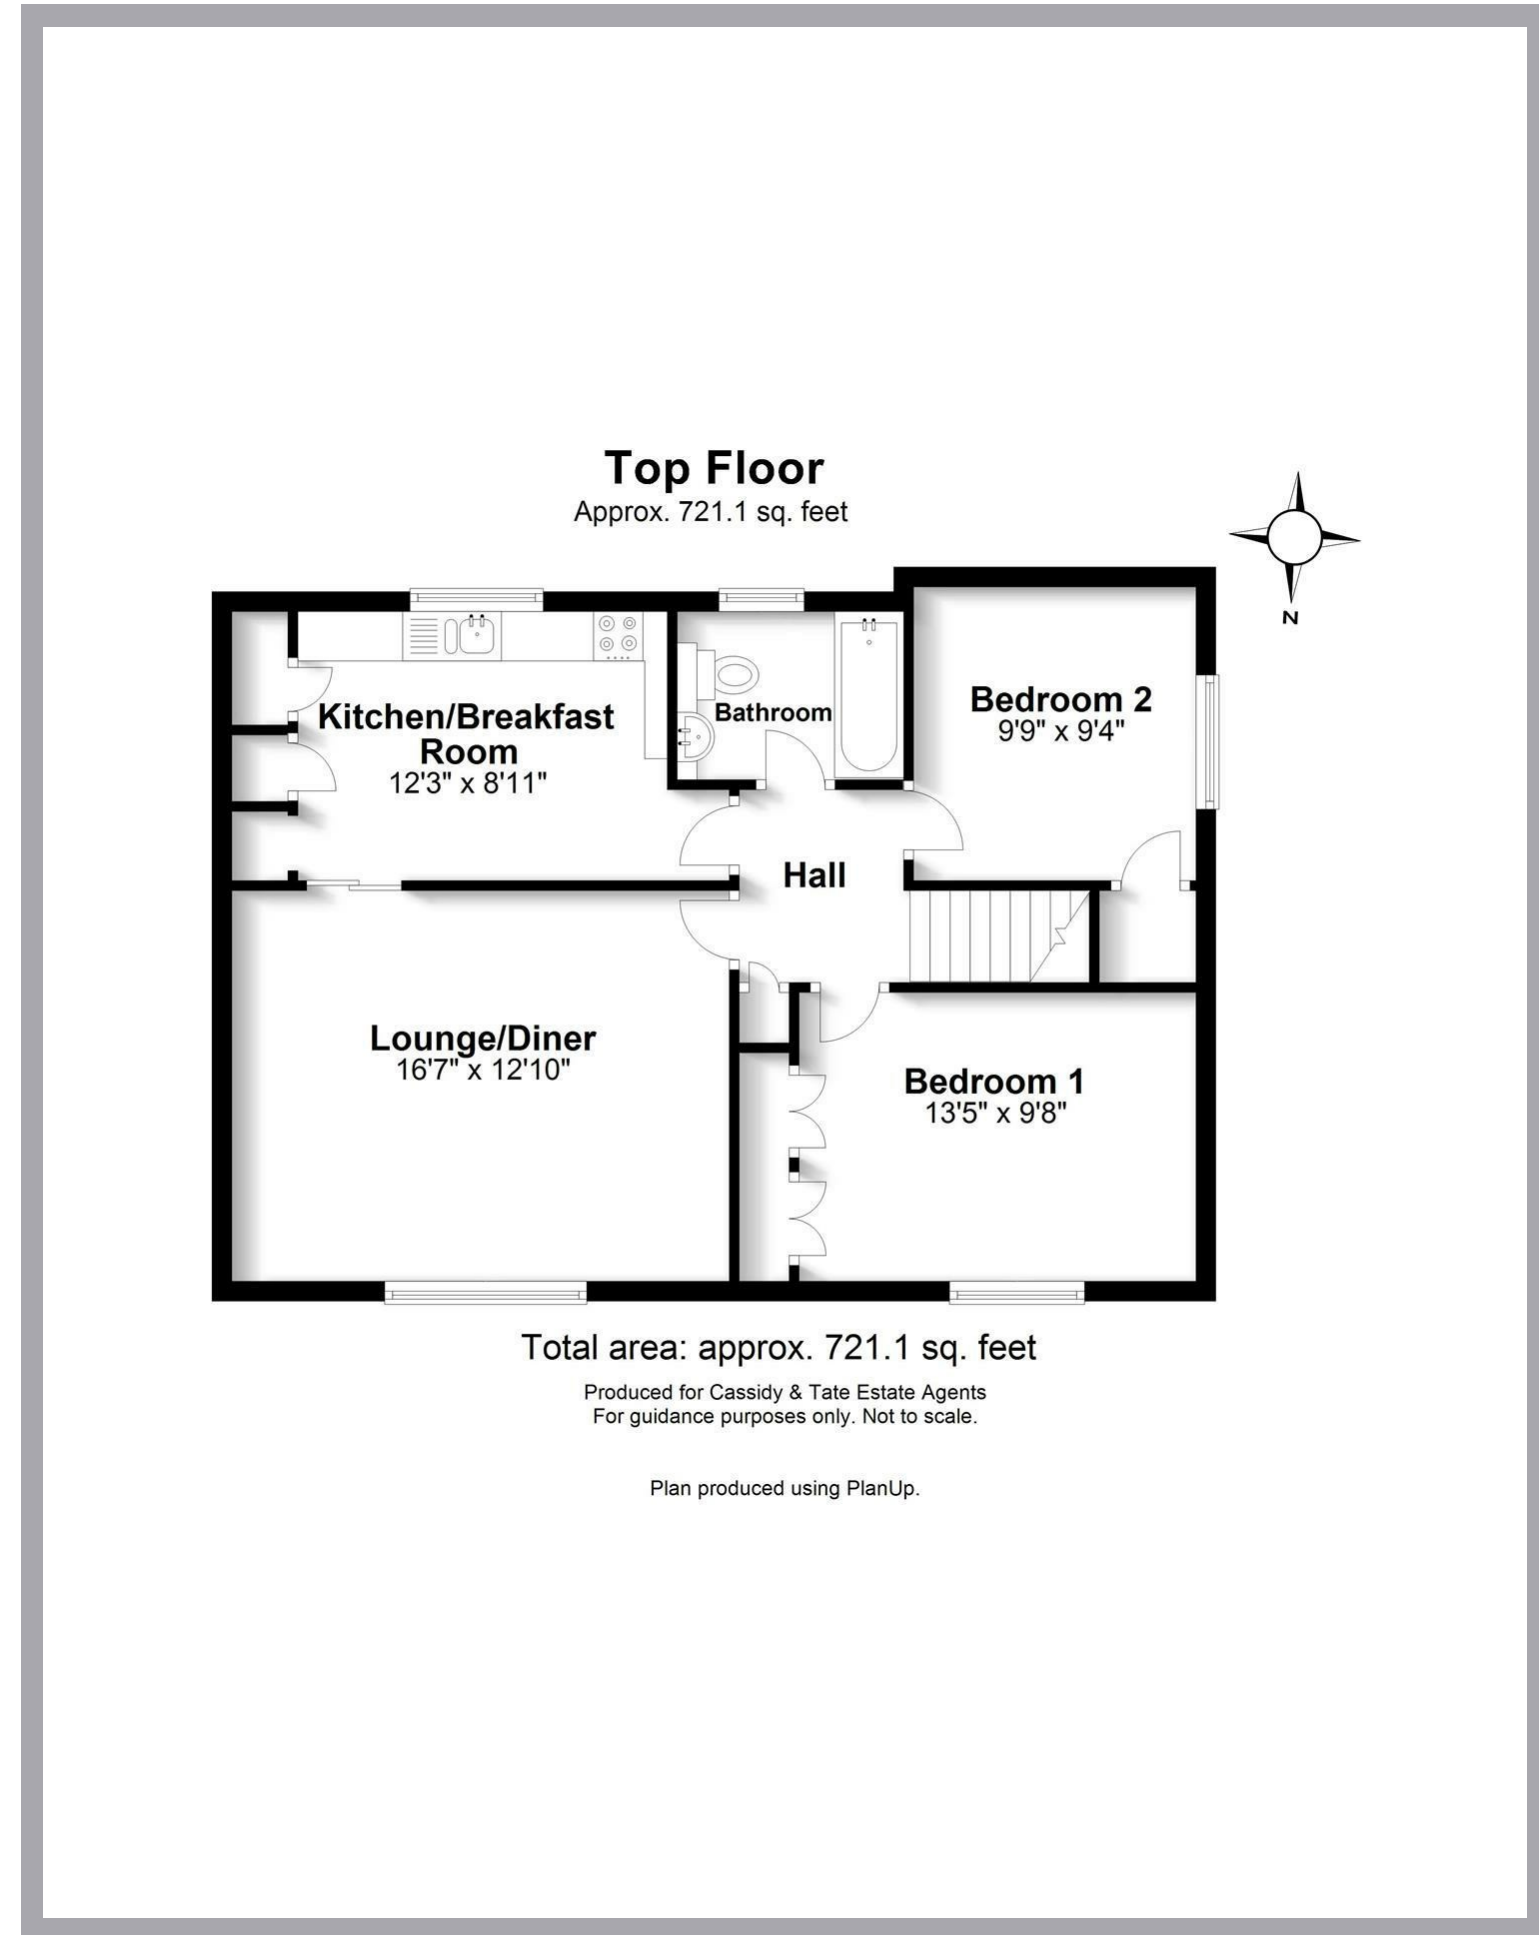 Top Floor
Approx. 721.1 sq. feet
N
Kitchen/Breakfast
Room
12'3" x 8'11"
Bathroom
Bedroom 2
9'9" x 9'4"
Hall
Lounge/Diner
16'7" x 12'10"
Bedroom 1
13'5" x 9'8"
Total area: approx. 721.1 sq. feet
Produced for Cassidy & Tate Estate Agents
For guidance purposes only. Not to scale.
Plan produced using PlanUp.